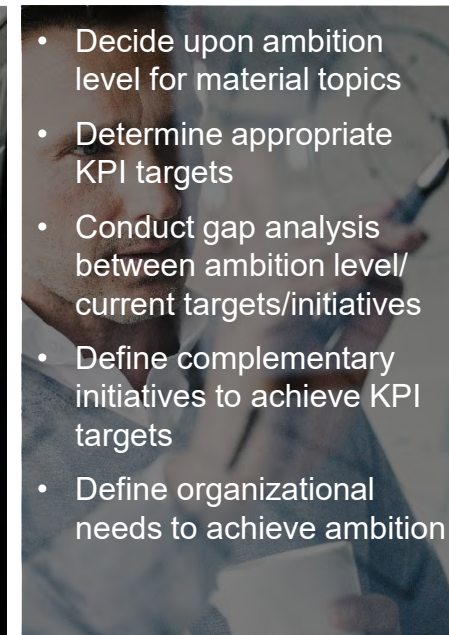 • Decide upon ambition
level for material topics
• Determine appropriate
KPI targets
• Conduct gap analysis
between ambition level/
current targets/initiatives
• Define complementary
initiatives to achieve KPI
targets
• Define organizational
needs to achieve ambition